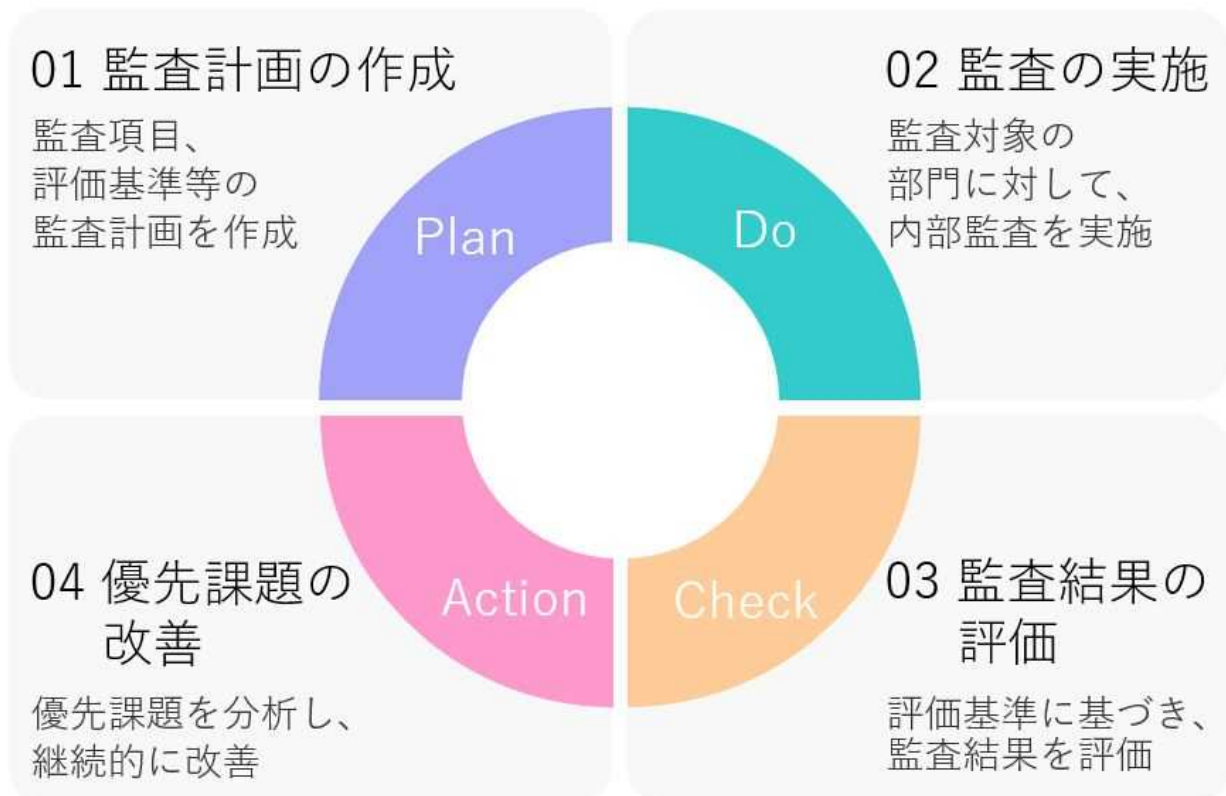 01 監査計画の作成
監査項目、
評価基準等の
監査計画を作成
Plan
02 監査の実施
監査対象の
部門に対して、
内部監査を実施
Do
03 監査結果の
評価
評価基準に基づき、
監査結果を評価
Check
04 優先課題の
改善
優先課題を分析し、
継続的に改善
Action